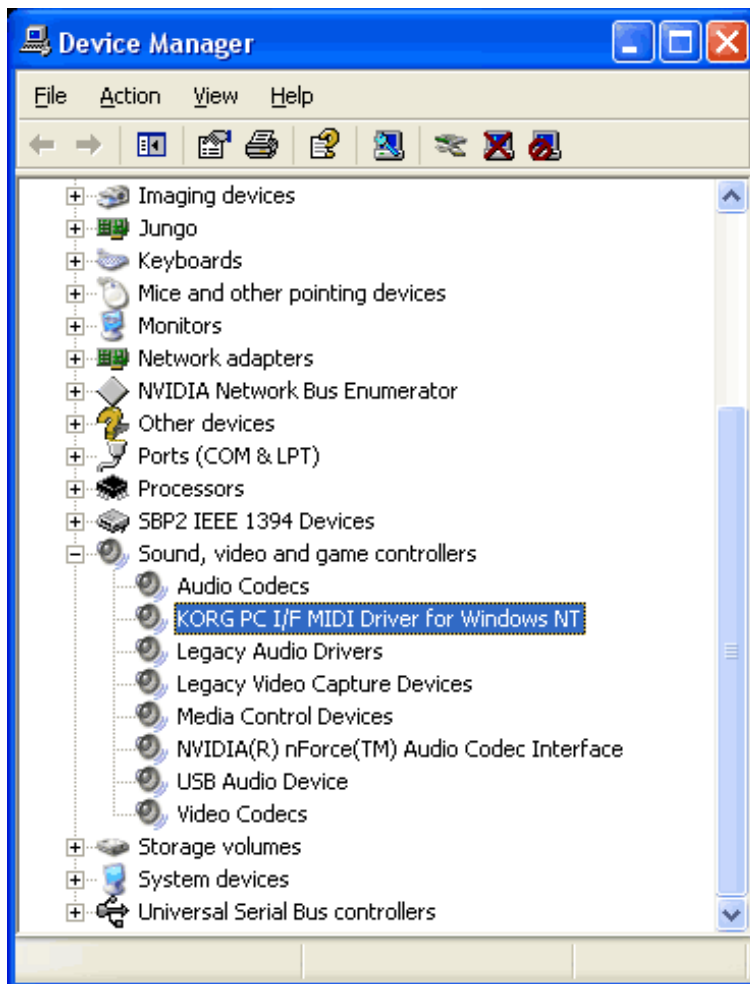 Device Manager
File Action View Help
Imaging devices
Jungo
Keyboards
Mice and other pointing devices
Monitors
Network adapters
NVIDIA Network Bus Enumerator
Other devices
Ports (COM & LPT)
Processors
SBP2 IEEE 1394 Devices
Sound, video and game controllers
Audio Codecs
KORG PC I/F MIDI Driver for Windows NT
Legacy Audio Drivers
Legacy Video Capture Devices
Media Control Devices
NVIDIA(R) nForce(TM) Audio Codec Interface
USB Audio Device
Video Codecs
Storage volumes
System devices
Universal Serial Bus controllers